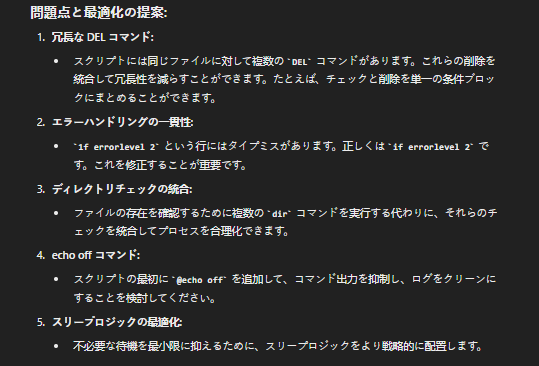 問題点と最適化の提案:
1. 冗長な DEL コマンド:
• スクリプトには同じファイルに対して複数の `DEL` コマンドがあります。これらの削除を
統合して冗長性を減らすことができます。たとえば、チェックと削除を単一の条件ブロッ
クにまとめることができます。
2. エラーハンドリングの一貫性:
• `1f errorlevel 2` という行にはタイプミスがあります。正しくは `if errorlevel 2` で
す。これを修正することが重要です。
3. ディレクトリチェックの統合:
• ファイルの存在を確認するために複数の `dir` コマンドを実行する代わりに、それらのチ
ェックを統合してプロセスを合理化できます。
4. echo off コマンド:
• スクリプトの最初に `@echo off` を追加して、コマンド出力を抑制し、ログをクリーンに
することを検討してください。
5. スリープロジックの最適化:
• 不必要な待機を最小限に抑えるために、スリープロジックをより戦略的に配置します。